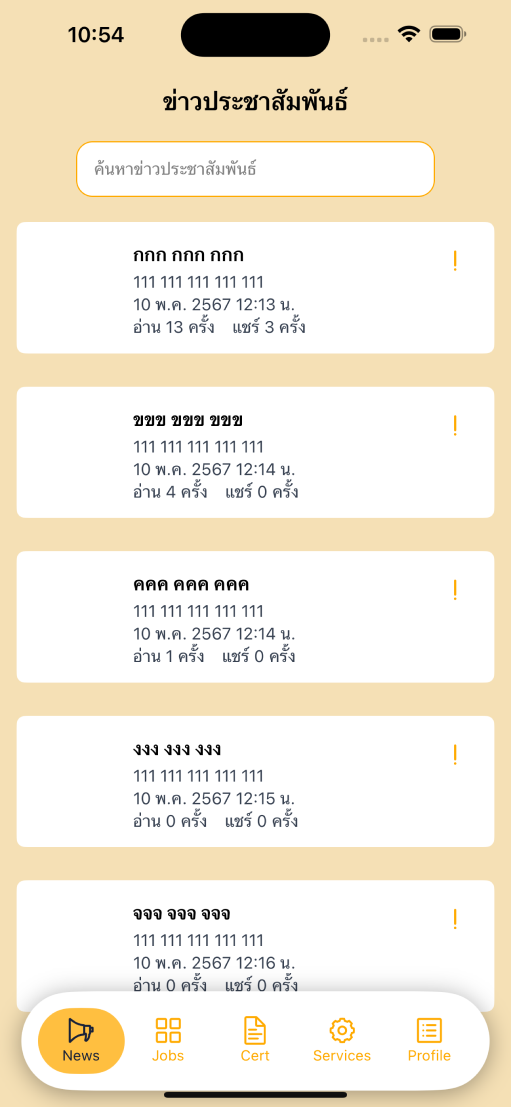 10:54
ข่าวประชาสัมพันธ์
ค้นหาข่าวประชาสัมพันธ์
กกก กกก กกก
111 111 111 111 111
10 พ.ค. 2567 12:13 น.
อ่าน 13 ครั้ง แชร์ 3 ครั้ง
ขขข ขขข ขขข
111 111 111 111 111
10 พ.ค. 2567 12:14 น.
อ่าน 4 ครั้ง แชร์ 0 ครั้ง
คคค คคค คคค
111 111 111 111 111
10 พ.ค. 2567 12:14 น.
อ่าน 1 ครั้ง แชร์ 0 ครั้ง
งงง งงง งงง
111 111 111 111 111
10 พ.ค. 2567 12:15 น.
อ่าน 0 ครั้ง แชร์ 0 ครั้ง
จจจ จจจ จจจ
111 111 111 111 111
10 พ.ค. 2567 12:16 น.
อ่าน 0 ครั้ง แชร์ 0 ครั้ง
News Jobs Cert Services Profile